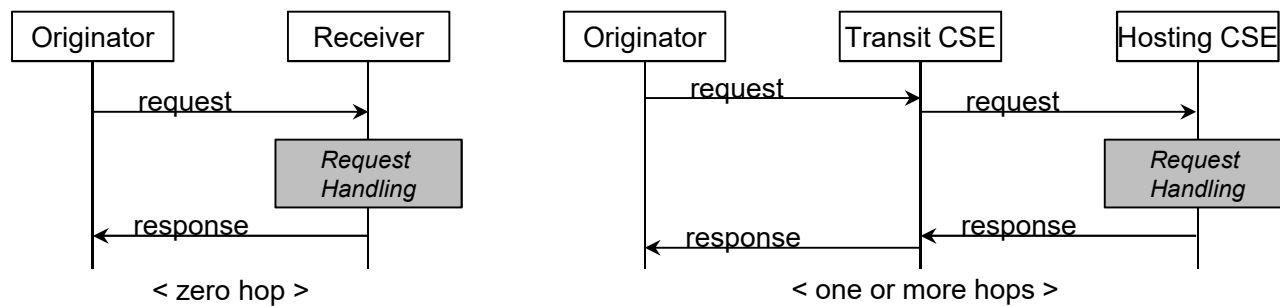 Originator
Receiver
request
Request
Handling
response
< zero hop >
Originator
Transit CSE
Hosting CSE
request
request
Request
Handling
response
response
< one or more hops >